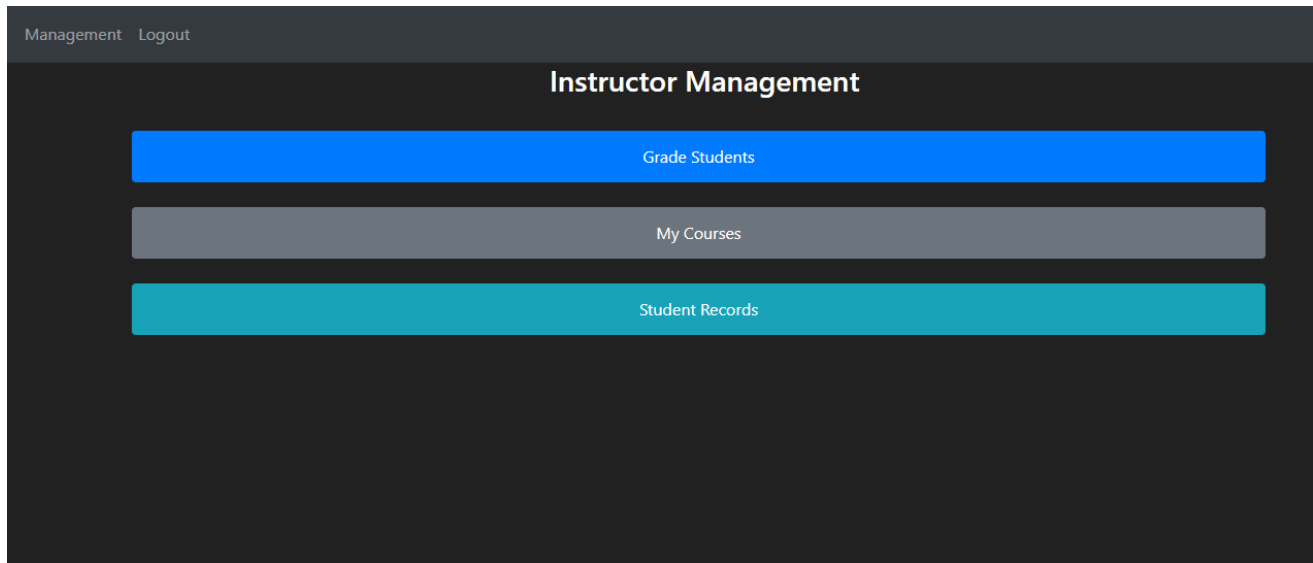 Management Logout
Instructor Management
Grade Students
My Courses
Student Records